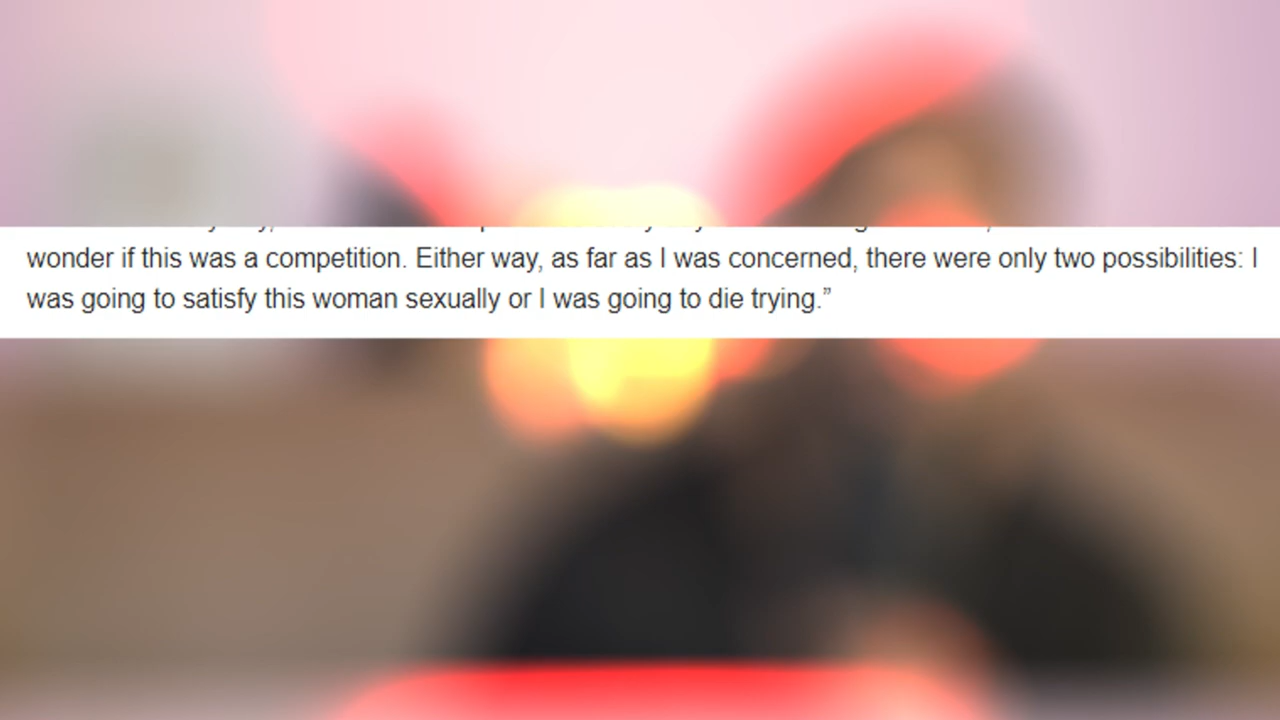 wonder if this was a competition. Either way, as far as I was concerned, there were only two possibilities: I
was going to satisfy this woman sexually or I was going to die trying.”